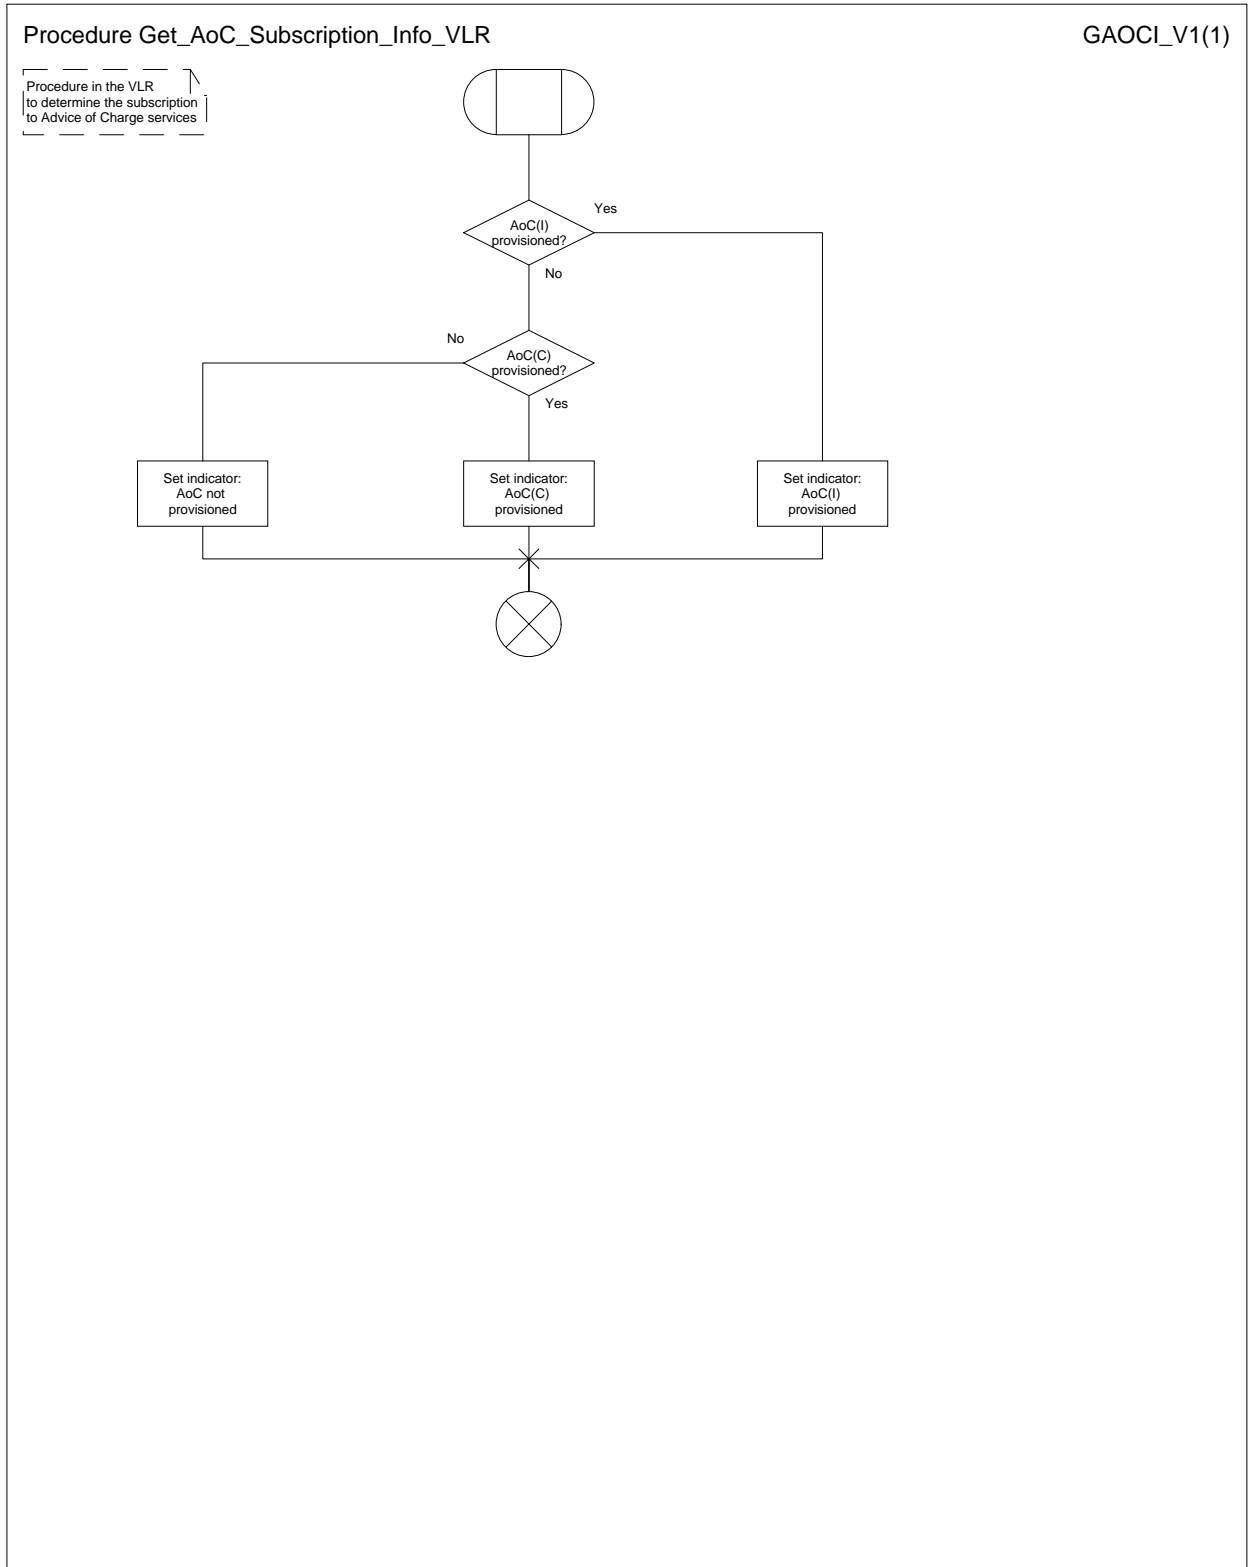 Procedure Get_AoC_Subscription_Info_VLR
GAOCI_V1(1)
Procedure in the VLR
to determine the subscription
to Advice of Charge services
AoC(I)
provisioned?
Yes
No
AoC(C)
provisioned?
No
Yes
Set indicator:
AoC not
provisioned
Set indicator:
AoC(C)
provisioned
Set indicator:
AoC(I)
provisioned